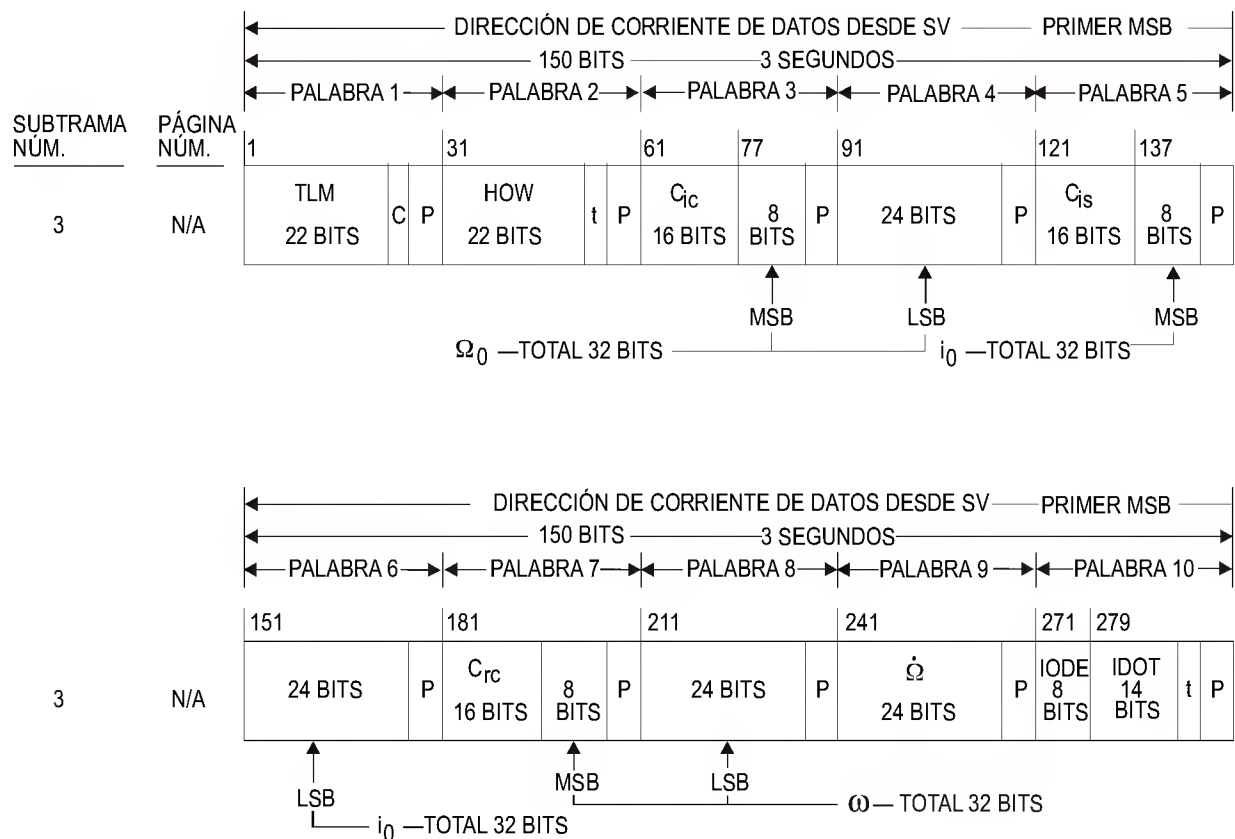 DIRECCIÓN DE CORRIENTE DE DATOS DESDE SV PRIMER MSB
150 BITS 3 SEGUNDOS
PALABRA 1 PALABRA 2 PALABRA 3 PALABRA 4 PALABRA 5
SUBTRAMA NÚM. PÁGINA NÚM.
1 31 61 77 91 121 137
3 N/A TLM 22 BITS C P HOW 22 BITS t P Cic 16 BITS 8 BITS P 24 BITS P Cis 16 BITS 8 BITS P
MSB LSB MSB
Ω0 —TOTAL 32 BITS i0 —TOTAL 32 BITS
DIRECCIÓN DE CORRIENTE DE DATOS DESDE SV PRIMER MSB
150 BITS 3 SEGUNDOS
PALABRA 6 PALABRA 7 PALABRA 8 PALABRA 9 PALABRA 10
151 181 211 241 271 279
3 N/A 24 BITS P Crc 16 BITS 8 BITS P 24 BITS P Ω̇ 24 BITS P IODE 8 BITS IDOT 14 BITS t P
LSB MSB LSB
i0 —TOTAL 32 BITS ω — TOTAL 32 BITS